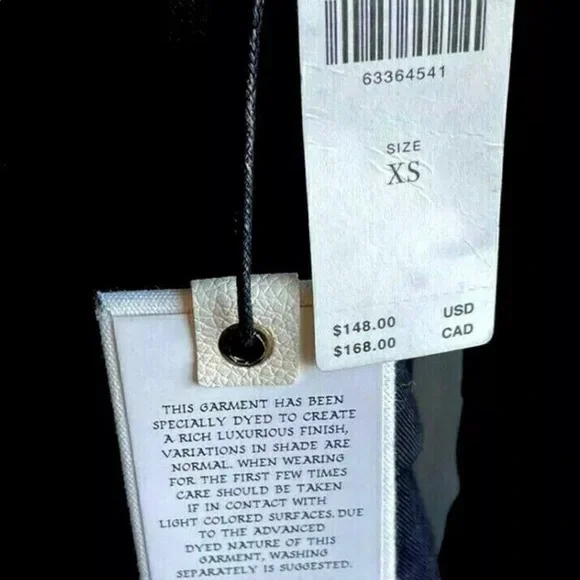 63364541
SIZE
XS
$148.00 USD
$168.00 CAD
THIS GARMENT HAS BEEN
SPECIALLY DYED TO CREATE
A RICH LUXURIOUS FINISH,
VARIATIONS IN SHADE ARE
NORMAL. WHEN WEARING
FOR THE FIRST FEW TIMES
CARE SHOULD BE TAKEN
IF IN CONTACT WITH
LIGHT COLORED SURFACES. DUE
TO THE ADVANCED
DYED NATURE OF THIS
GARMENT, WASHING
SEPARATELY IS SUGGESTED.